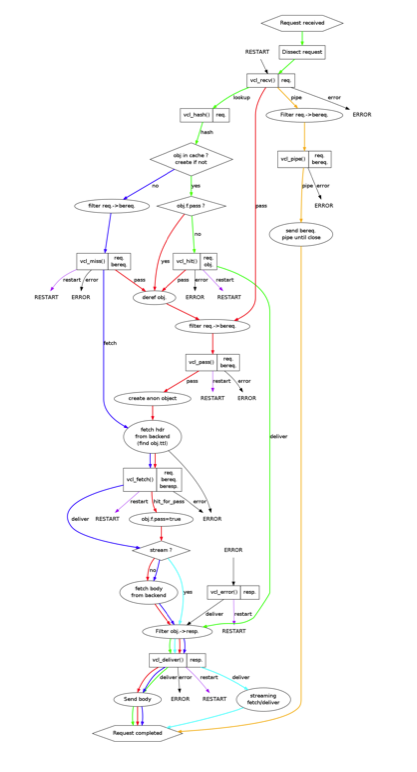 Request received
RESTART
Dissect request
vcl_recv() req.
lookup
pipe
error
vcl_hash() req.
Filter req.->bereq.
ERROR
hash
obj in cache ?
create if not
vcl_pipe() req.
bereq.
no
yes
pipe error
filter req.->bereq.
obj.f.pass ?
pass
ERROR
no
send bereq.
pipe until close
vcl_miss() req.
bereq.
yes
vcl_hit() req.
obj.
restart error
pass
pass error
restart
RESTART
ERROR
deref obj.
ERROR
RESTART
filter req.->bereq.
fetch
vcl_pass() req.
bereq.
pass
restart
error
create anon object
RESTART
ERROR
fetch hdr
from backend
(find obj.ttl)
deliver
vcl_fetch() req.
bereq.
beresp.
restart
hit_for_pass
error
deliver
RESTART
obj.f.pass=true
ERROR
stream ?
ERROR
no
fetch body
from backend
yes
vcl_error() resp.
deliver
restart
Filter obj.->resp.
RESTART
vcl_deliver() resp.
deliver error
restart
deliver
Send body
ERROR
RESTART
streaming
fetch/deliver
Request completed